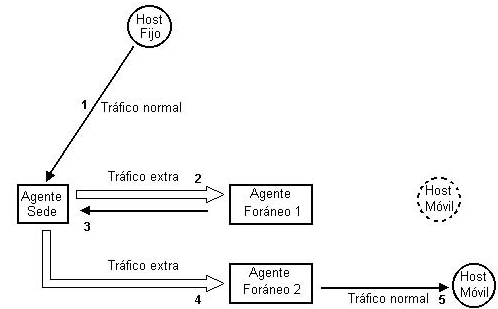 Host
Fijo
1
Tráfico normal
Tráfico extra
2
Agente
Sede
Agente
Foráneo 1
Host
Móvil
3
Tráfico extra
4
Agente
Foráneo 2
Tráfico normal
5
Host
Móvil